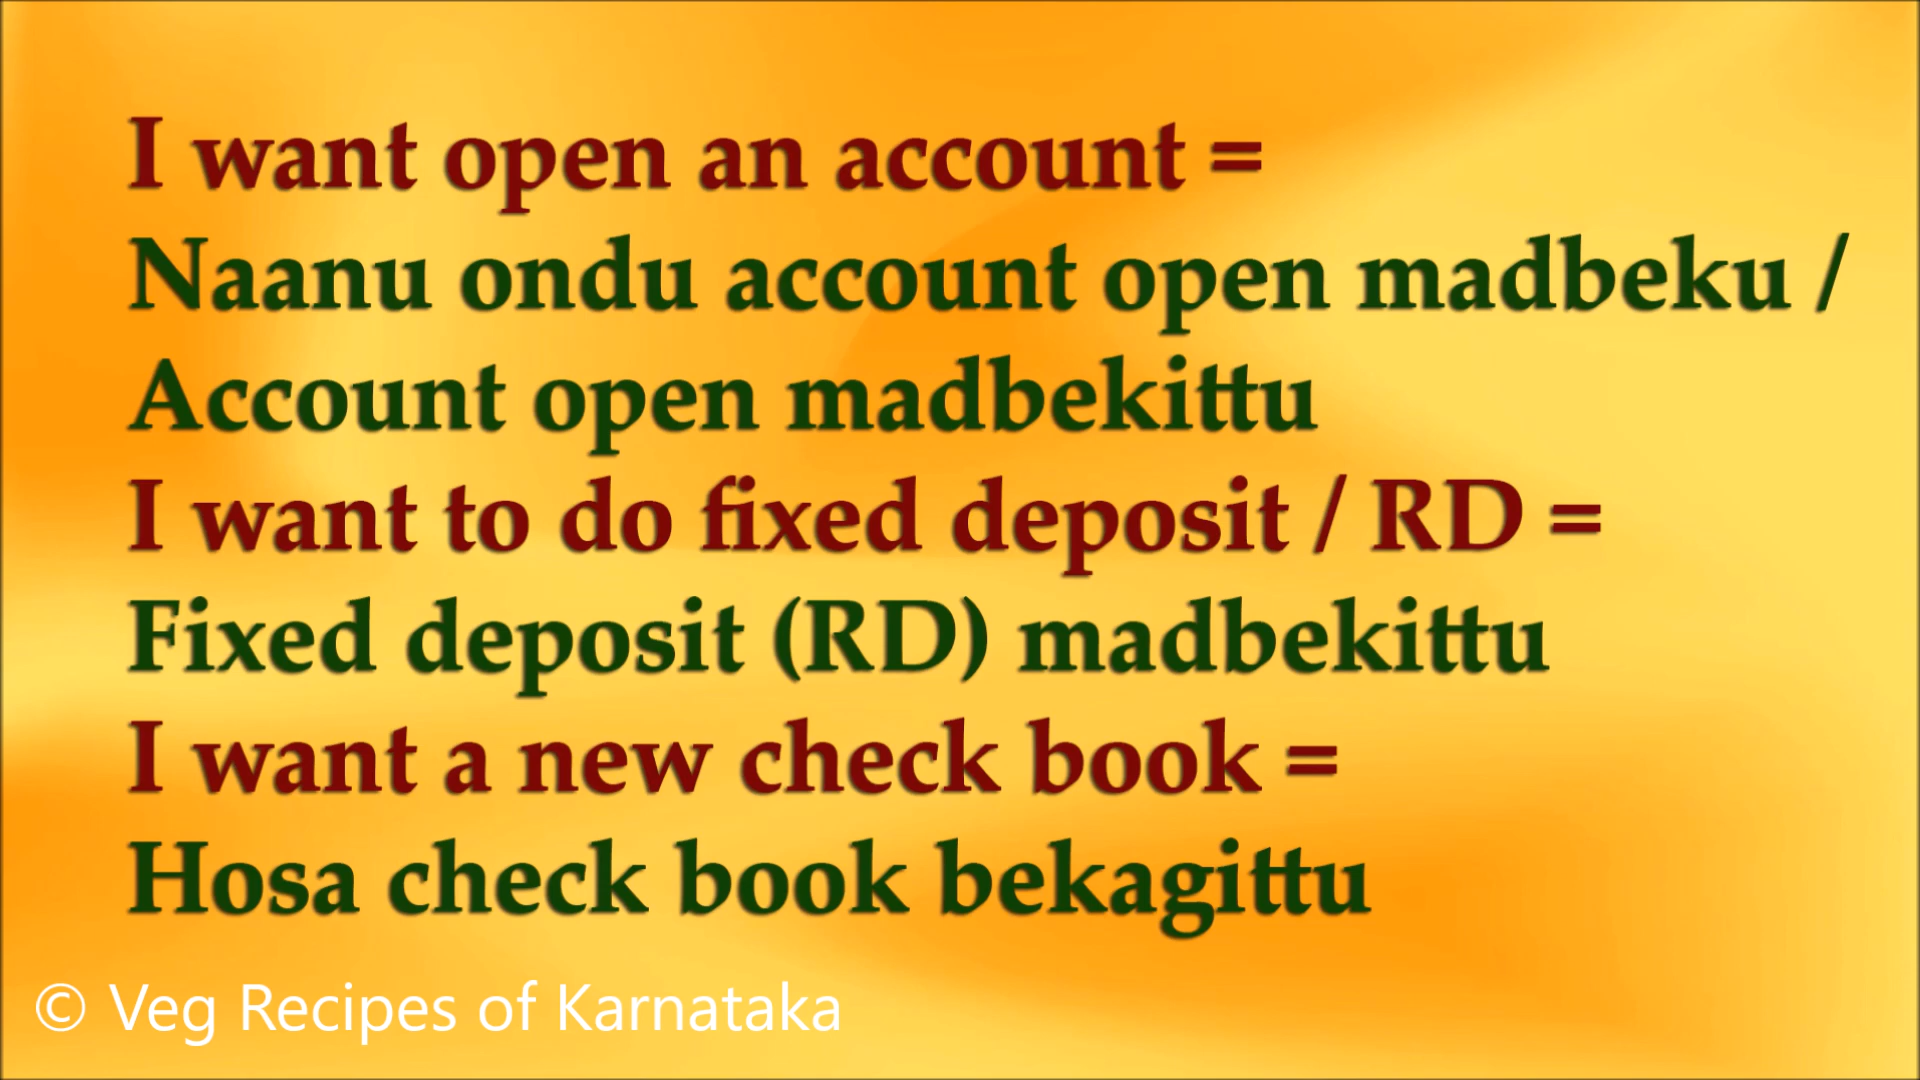 I want open an account =
Naanu ondu account open madbeku /
Account open madbekittu
I want to do fixed deposit / RD =
Fixed deposit (RD) madbekittu
I want a new check book =
Hosa check book bekagittu
© Veg Recipes of Karnataka